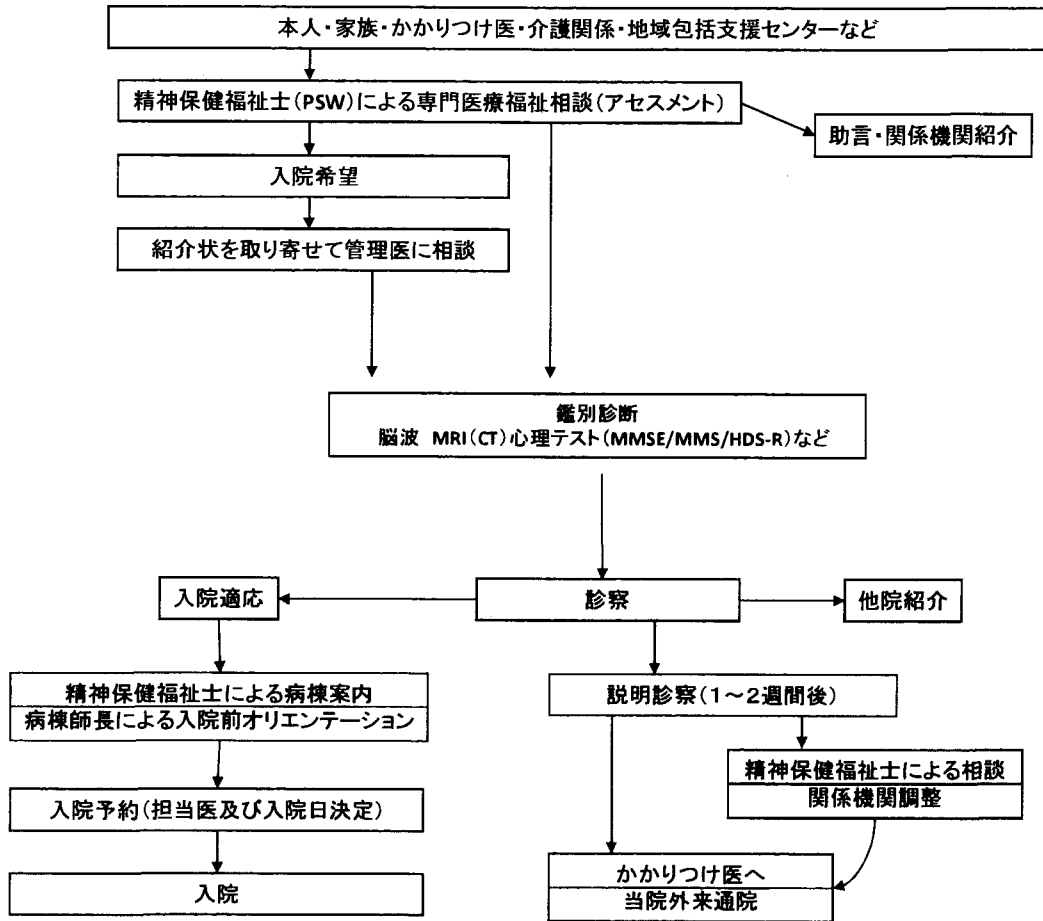 本人・家族・かかりつけ医・介護関係・地域包括支援センターなど
精神保健福祉士(PSW)による専門医療福祉相談(アセスメント)
助言・関係機関紹介
入院希望
紹介状を取り寄せて管理医に相談
鑑別診断
脳波 MRI(CT)心理テスト(MMSE/MMS/HDS-R)など
入院適応
診察
他院紹介
精神保健福祉士による病棟案内
病棟師長による入院前オリエンテーション
説明診察(1~2週間後)
精神保健福祉士による相談
関係機関調整
入院予約(担当医及び入院日決定)
かかりつけ医へ
当院外来通院
入院